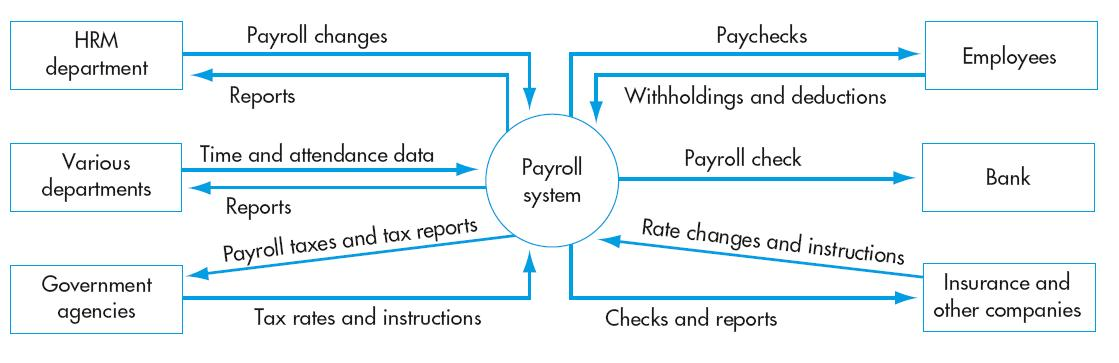 HRM
department
Payroll changes
Reports
Paychecks
Employees
Withholdings and deductions
Various
departments
Time and attendance data
Reports
Payroll
system
Payroll check
Bank
Government
agencies
Payroll taxes and tax reports
Tax rates and instructions
Rate changes and instructions
Checks and reports
Insurance and
other companies